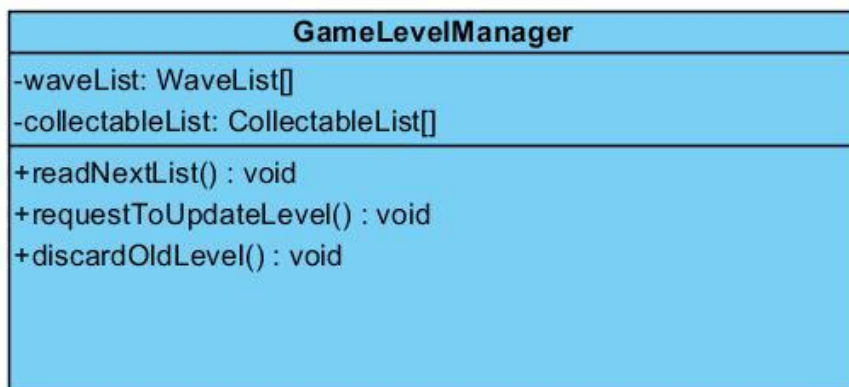 GameLevelManager
-waveList: WaveList[]
-collectableList: CollectableList[]
+readNextList() : void
+requestToUpdateLevel() : void
+discardOldLevel() : void